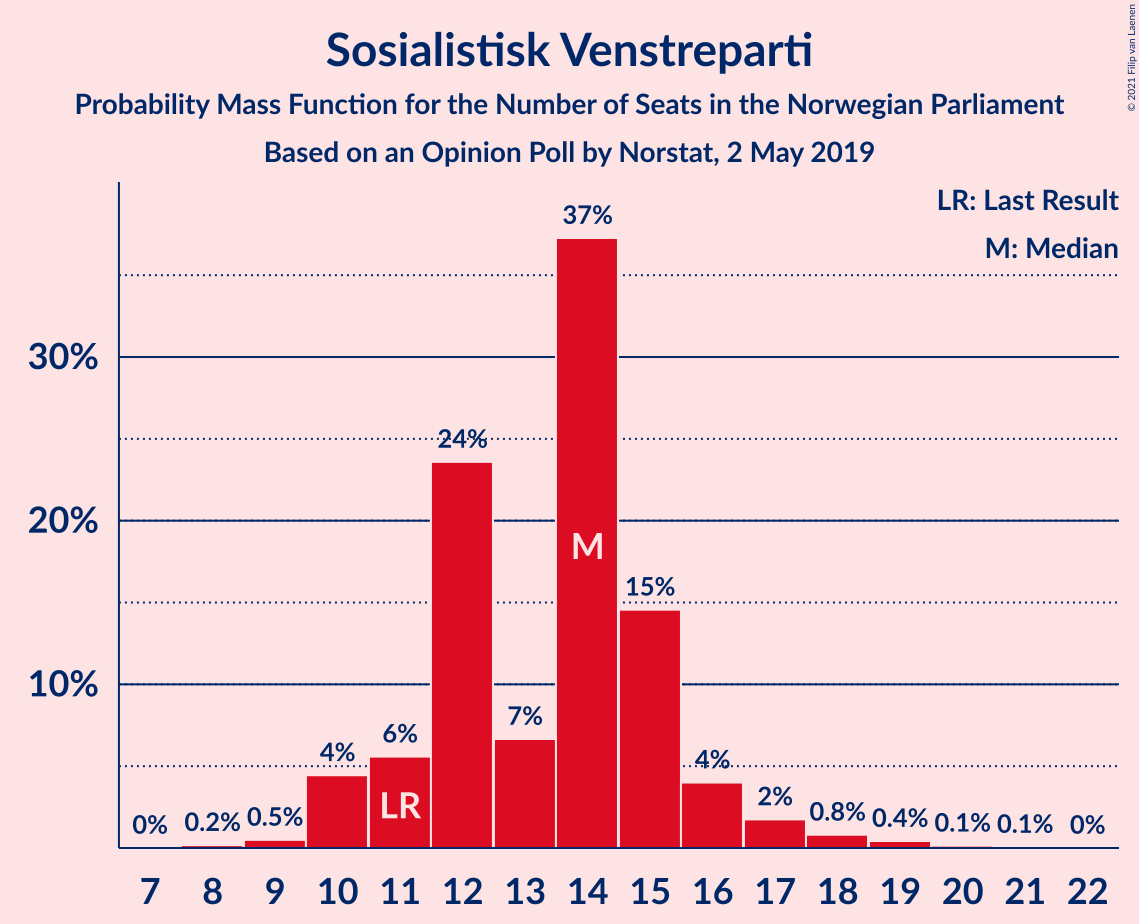 Sosialistisk Venstreparti
Probability Mass Function for the Number of Seats in the Norwegian Parliament
Based on an Opinion Poll by Norstat, 2 May 2019
© 2021 Filip van Laenen
LR: Last Result
M: Median
30%
20%
10%
0%
0.2%
0.5%
4%
6%
24%
7%
37%
15%
4%
2%
0.8%
0.4%
0.1%
0.1%
0%
LR
M
7 8 9 10 11 12 13 14 15 16 17 18 19 20 21 22